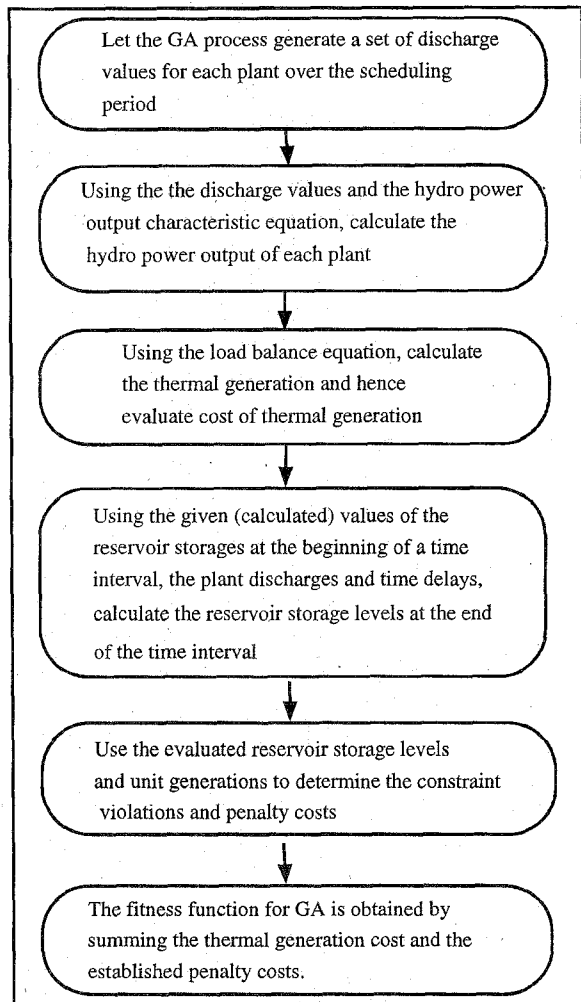 Let the GA process generate a set of discharge
values for each plant over the scheduling
period
Using the the discharge values and the hydro power
output characteristic equation, calculate the
hydro power output of each plant
Using the load balance equation, calculate
the thermal generation and hence
evaluate cost of thermal generation
Using the given (calculated) values of the
reservoir storages at the beginning of a time
interval, the plant discharges and time delays,
calculate the reservoir storage levels at the end
of the time interval
Use the evaluated reservoir storage levels
and unit generations to determine the constraint
violations and penalty costs
The fitness function for GA is obtained by
summing the thermal generation cost and the
established penalty costs.